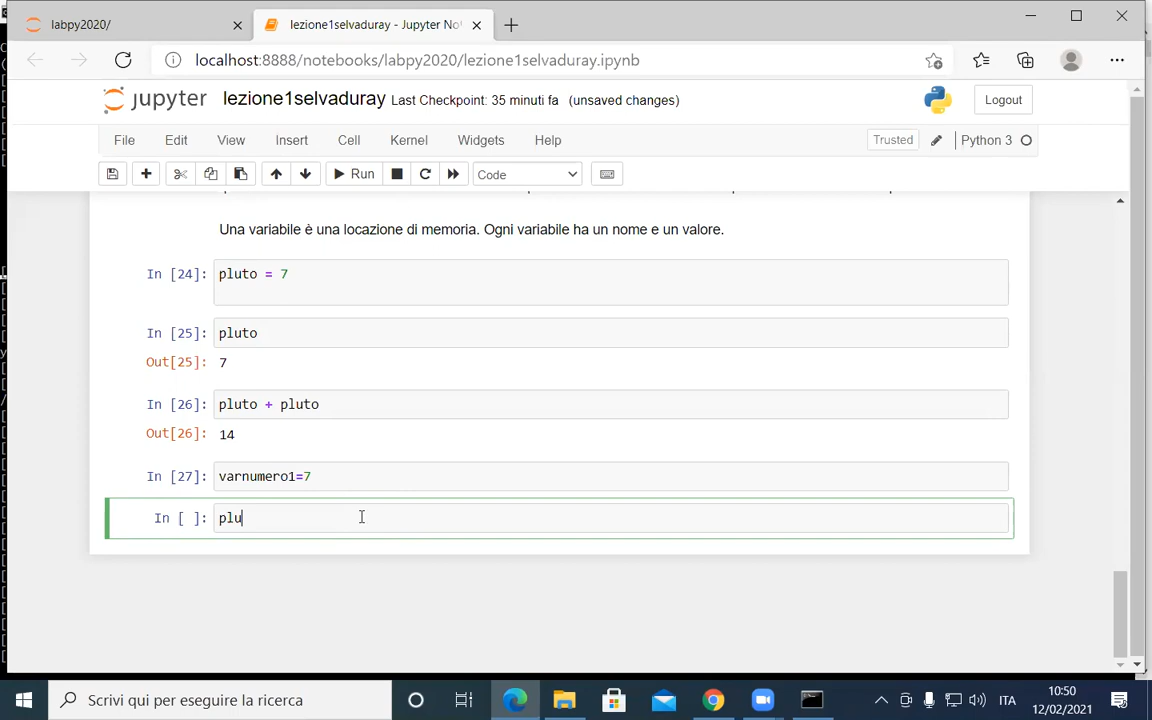 labpy2020/
lezione1selvaduray - Jupyter No
localhost:8888/notebooks/labpy2020/lezione1selvaduray.ipynb
jupyter lezione1selvaduray Last Checkpoint: 35 minuti fa (unsaved changes)
Logout
File Edit View Insert Cell Kernel Widgets Help
Trusted Python 3
Run Code
Una variabile è una locazione di memoria. Ogni variabile ha un nome e un valore.
In [24]: pluto = 7
In [25]: pluto
Out[25]: 7
In [26]: pluto + pluto
Out[26]: 14
In [27]: varnumero1=7
In [ ]: plu
Scrivi qui per eseguire la ricerca
ITA
10:50
12/02/2021